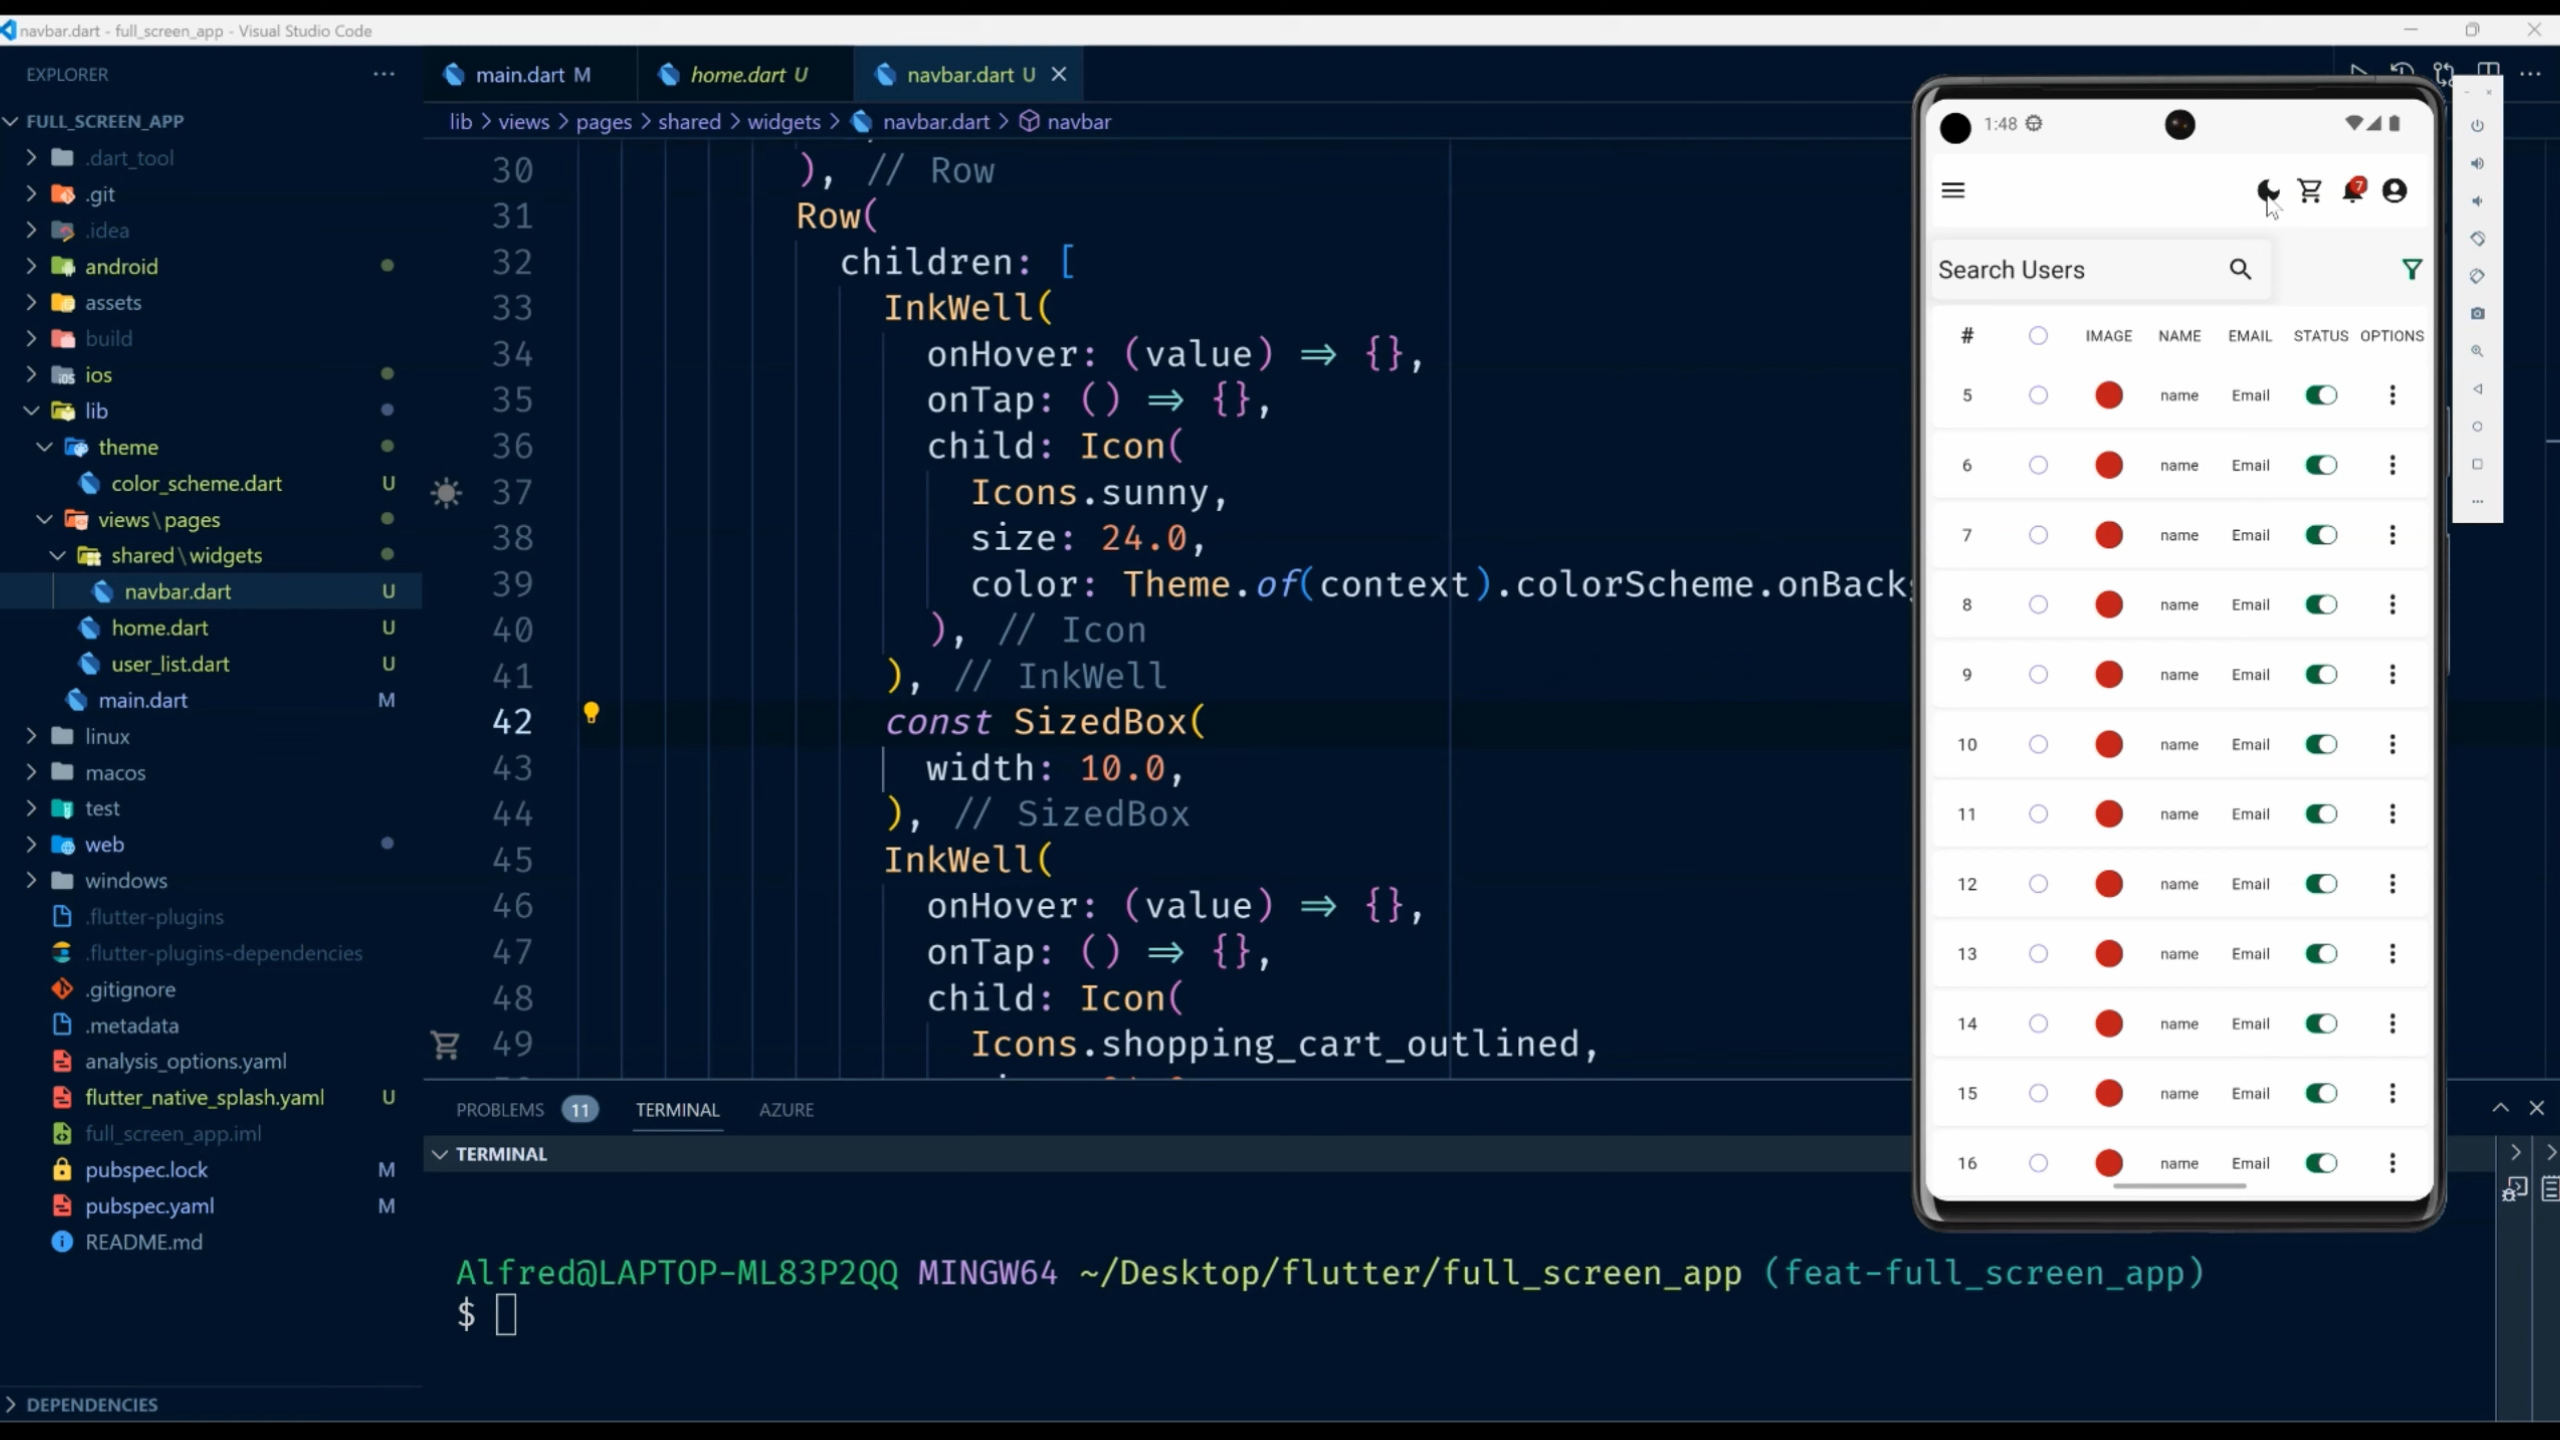 navbar.dart - full_screen_app - Visual Studio Code
EXPLORER
FULL_SCREEN_APP
.dart_tool
.git
.idea
android
assets
build
ios
lib
theme
color_scheme.dart U
views\pages
shared\widgets
navbar.dart U
home.dart U
user_list.dart U
main.dart M
linux
macos
test
web
windows
.flutter-plugins
.flutter-plugins-dependencies
.gitignore
.metadata
analysis_options.yaml
flutter_native_splash.yaml U
full_screen_app.iml
pubspec.lock M
pubspec.yaml M
README.md
DEPENDENCIES
main.dart M home.dart U navbar.dart U
lib > views > pages > shared > widgets > navbar.dart > navbar
30 ), // Row
31 Row(
32 children: [
33 InkWell(
34 onHover: (value) => {},
35 onTap: () => {},
36 child: Icon(
37 Icons.sunny,
38 size: 24.0,
39 color: Theme.of(context).colorScheme.onBack
40 ), // Icon
41 ), // InkWell
42 const SizedBox(
43 width: 10.0,
44 ), // SizedBox
45 InkWell(
46 onHover: (value) => {},
47 onTap: () => {},
48 child: Icon(
49 Icons.shopping_cart_outlined,
PROBLEMS 11 TERMINAL AZURE
TERMINAL
Alfred@LAPTOP-ML83P2QQ MINGW64 ~/Desktop/flutter/full_screen_app (feat-full_screen_app)
$
1:48
7
Search Users
# IMAGE NAME EMAIL STATUS OPTIONS
5 name Email
6 name Email
7 name Email
8 name Email
9 name Email
10 name Email
11 name Email
12 name Email
13 name Email
14 name Email
15 name Email
16 name Email